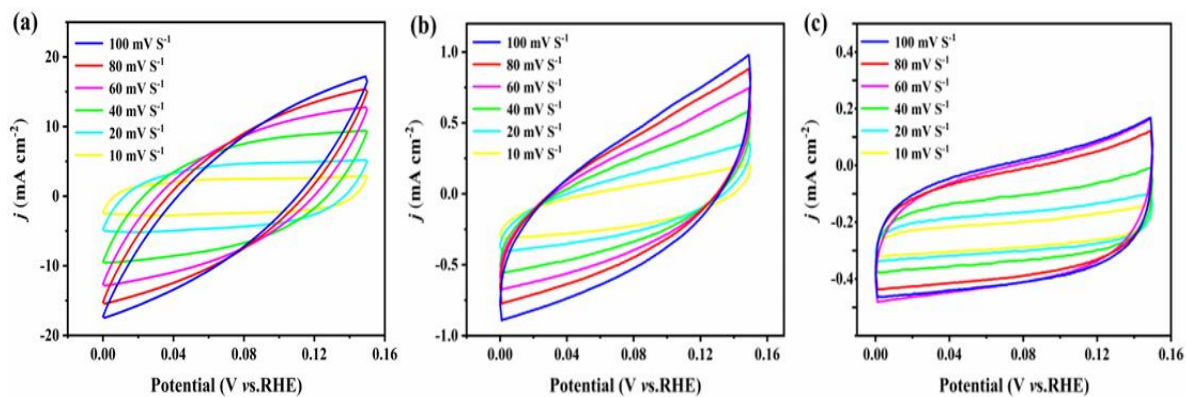 (a)
100 mV S⁻¹
80 mV S⁻¹
60 mV S⁻¹
40 mV S⁻¹
20 mV S⁻¹
10 mV S⁻¹
20
10
0
-10
-20
j (mA cm⁻²)
0.00 0.04 0.08 0.12 0.16
Potential (V vs.RHE)
(b)
100 mV S⁻¹
80 mV S⁻¹
60 mV S⁻¹
40 mV S⁻¹
20 mV S⁻¹
10 mV S⁻¹
1.0
0.5
0.0
-0.5
-1.0
j (mA cm⁻²)
0.00 0.04 0.08 0.12 0.16
Potential (V vs.RHE)
(c)
100 mV S⁻¹
80 mV S⁻¹
60 mV S⁻¹
40 mV S⁻¹
20 mV S⁻¹
10 mV S⁻¹
0.4
0.2
0.0
-0.2
-0.4
j (mA cm⁻²)
0.00 0.04 0.08 0.12 0.16
Potential (V vs.RHE)